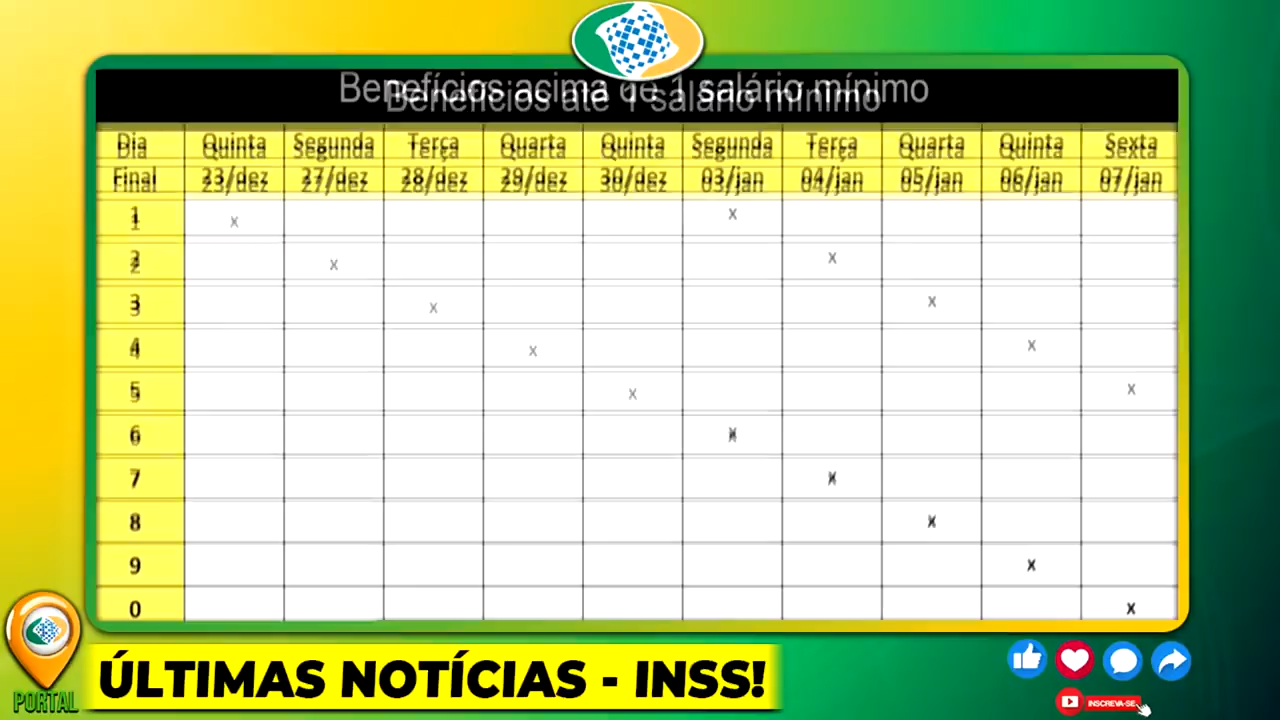 Benefícios acima de 1 salário mínimo
Benefícios até 1 salário mínimo
Dia Quinta Segunda Terça Quarta Quinta Segunda Terça Quarta Quinta Sexta
Final 23/dez 27/dez 28/dez 29/dez 30/dez 03/jan 04/jan 05/jan 06/jan 07/jan
1 x x
2 x x
3 x x
4 x x
5 x x
6 x
7 x
8 x
9 x
0 x
PORTAL
ÚLTIMAS NOTÍCIAS - INSS!
INSCREVA-SE